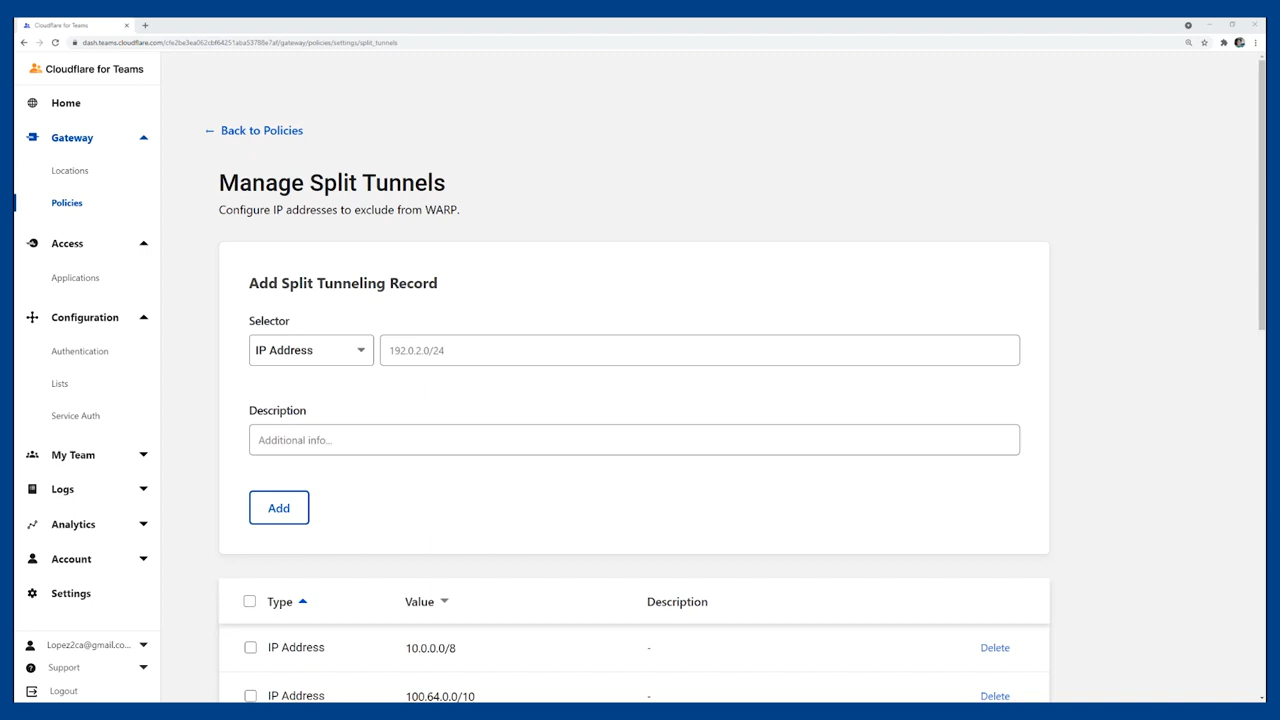 Cloudflare for Teams
dash.teams.cloudflare.com/cfe2be3ea062cbf64251aba53788e7af/gateway/policies/settings/split_tunnels
Cloudflare for Teams
Home
Gateway
Locations
Policies
Access
Applications
Configuration
Authentication
Lists
Service Auth
My Team
Logs
Analytics
Account
Settings
Lopez2ca@gmail.co...
Support
Logout
← Back to Policies
Manage Split Tunnels
Configure IP addresses to exclude from WARP.
Add Split Tunneling Record
Selector
IP Address 192.0.2.0/24
Description
Additional info...
Add
Type Value Description
IP Address 10.0.0.0/8 - Delete
IP Address 100.64.0.0/10 - Delete